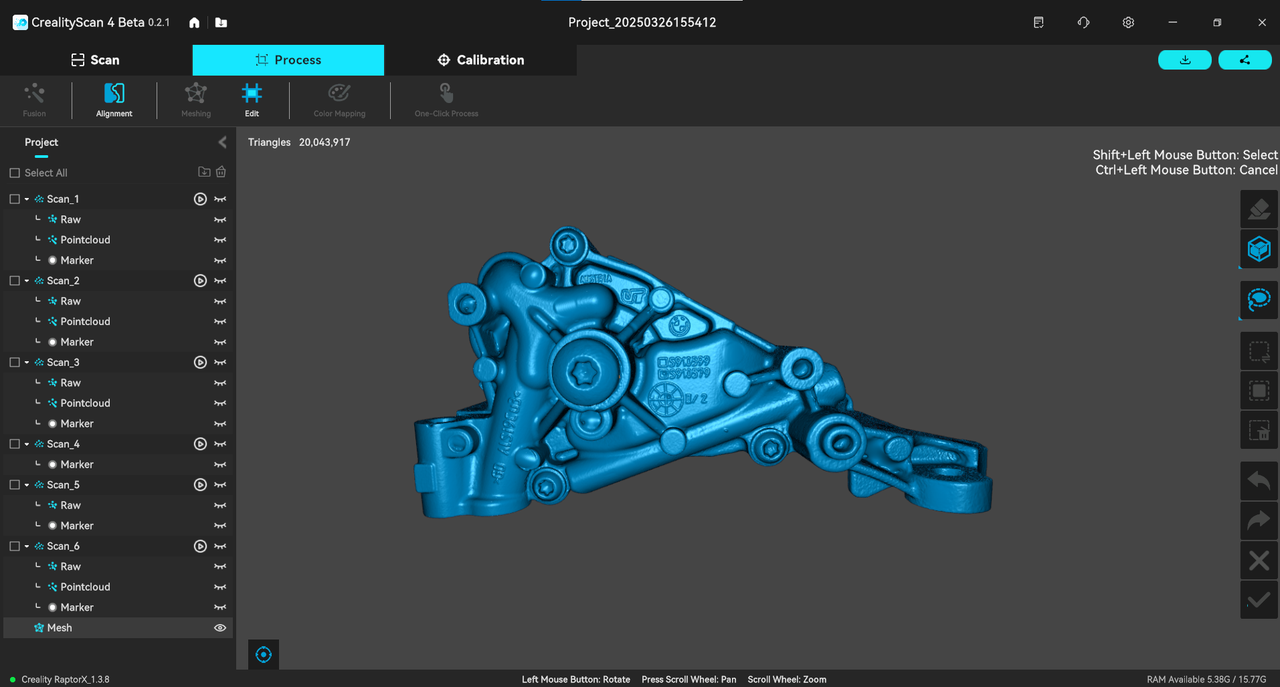 CrealityScan 4 Beta 0.2.1
Project_20250326155412
Scan
Process
Calibration
Fusion
Alignment
Meshing
Edit
Color Mapping
One-Click Process
Project
Triangles 20,043,917
Shift+Left Mouse Button: Select
Ctrl+Left Mouse Button: Cancel
Select All
Scan_1
Raw
Pointcloud
Marker
Scan_2
Raw
Pointcloud
Marker
Scan_3
Raw
Pointcloud
Marker
Scan_4
Marker
Scan_5
Raw
Marker
Scan_6
Raw
Pointcloud
Marker
Mesh
Creality RaptorX_1.3.8
Left Mouse Button: Rotate
Press Scroll Wheel: Pan
Scroll Wheel: Zoom
RAM Available 5.38G / 15.77G